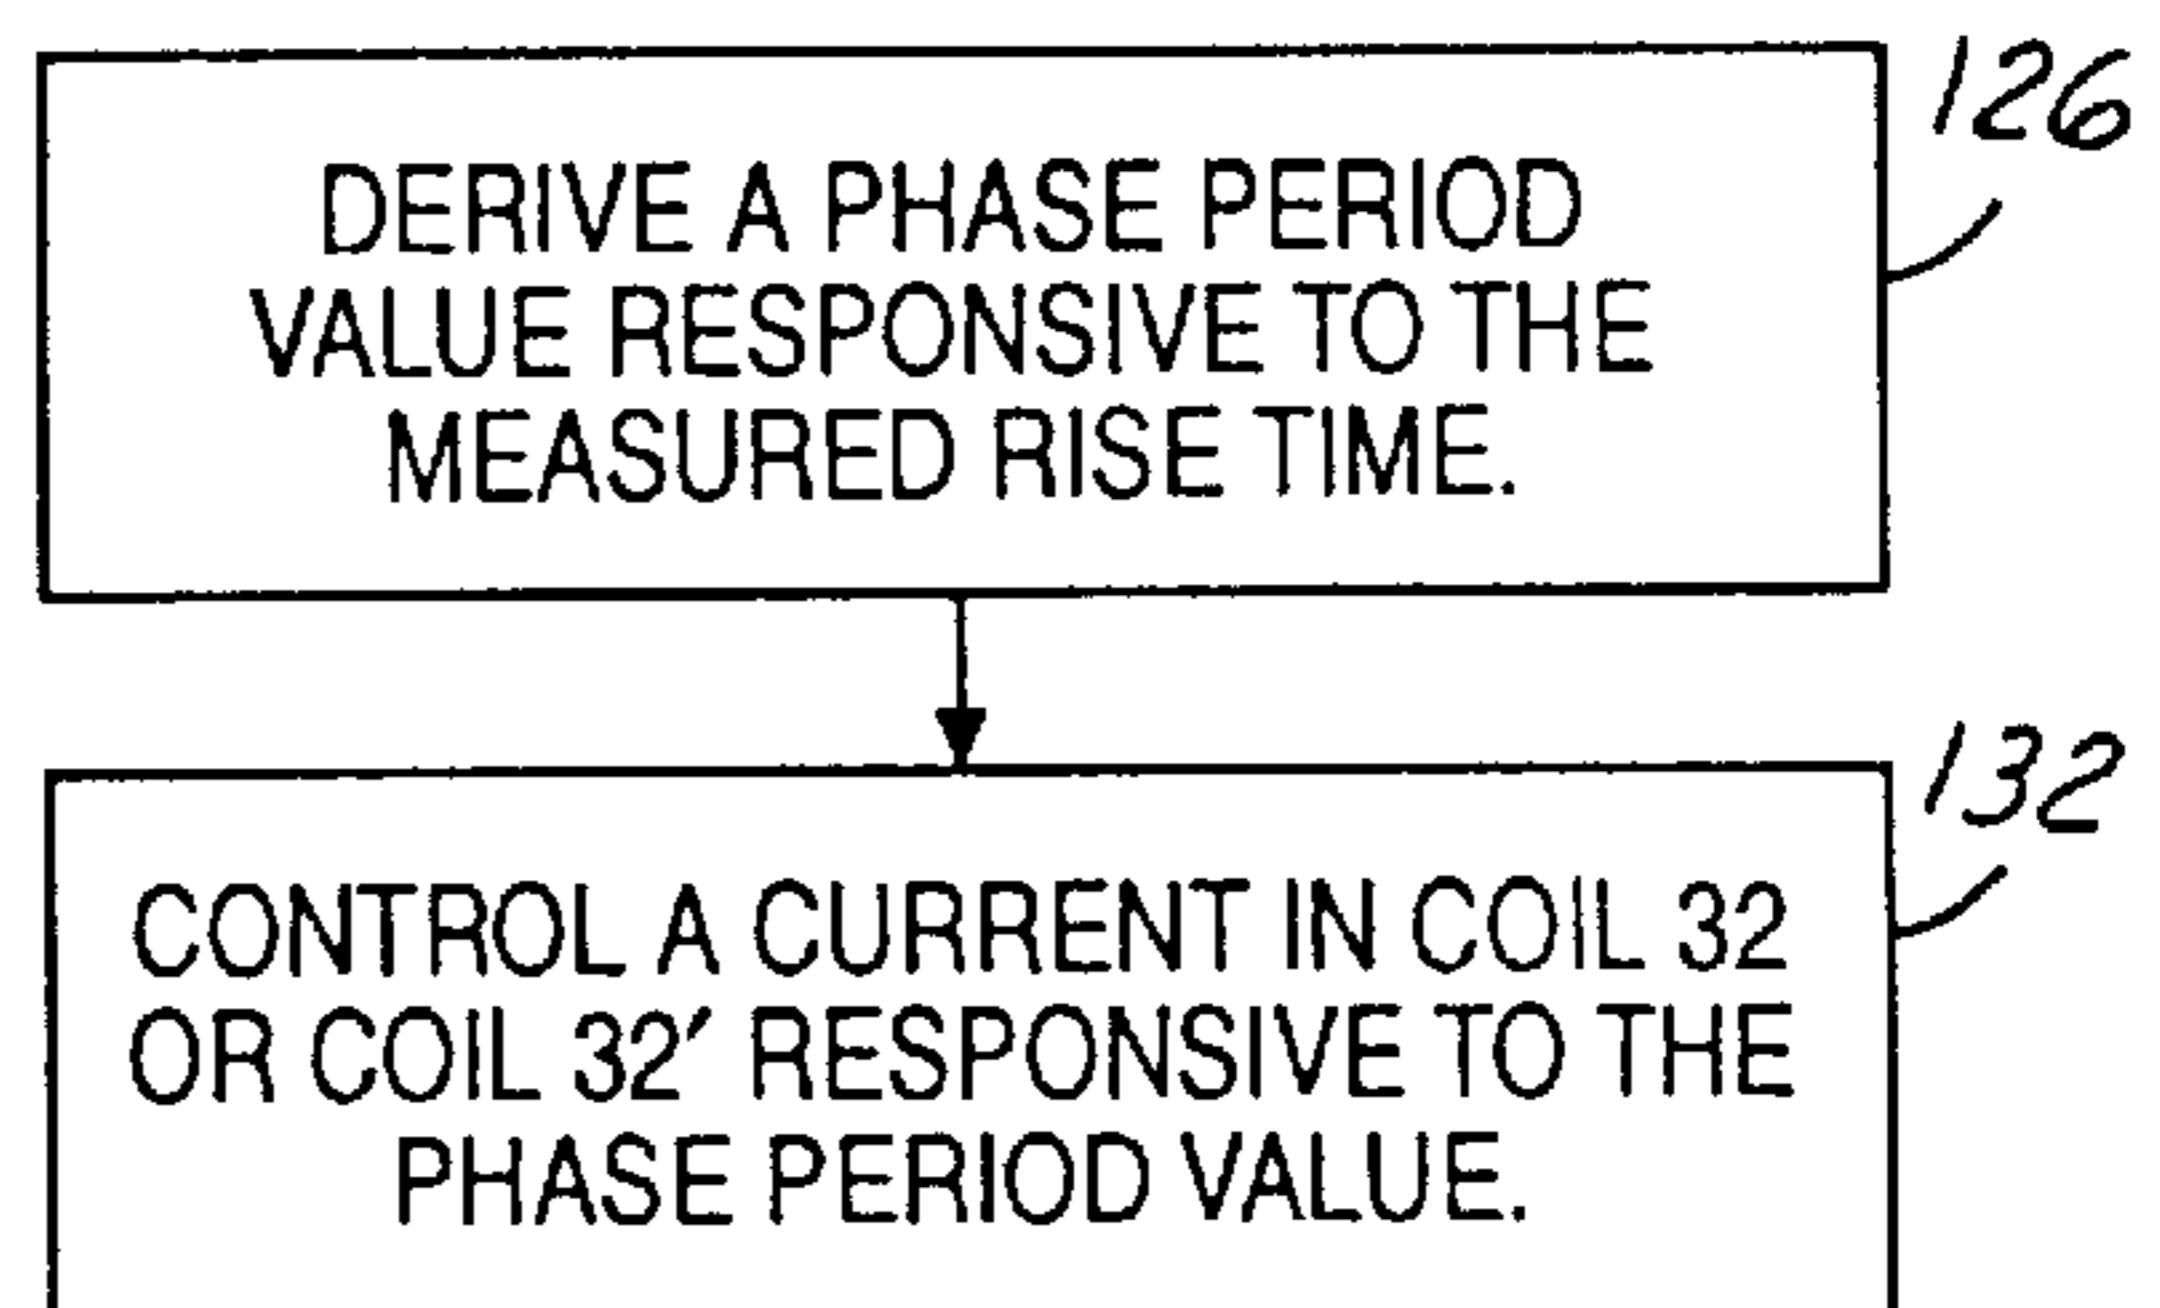 126
DERIVE A PHASE PERIOD
VALUE RESPONSIVE TO THE
MEASURED RISE TIME.
132
CONTROL A CURRENT IN COIL 32
OR COIL 32′ RESPONSIVE TO THE
PHASE PERIOD VALUE.